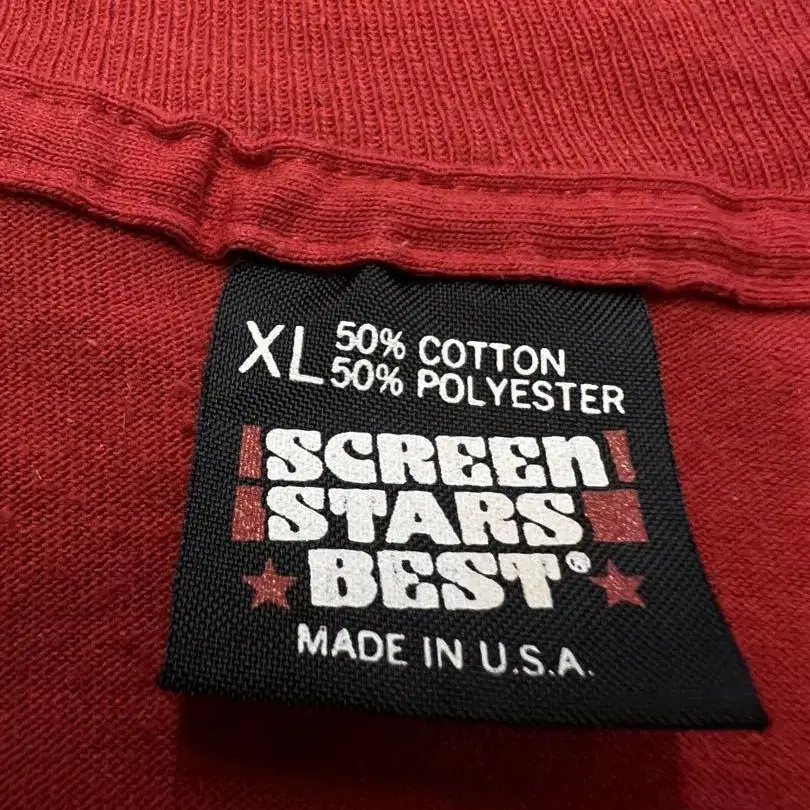 XL 50% COTTON
50% POLYESTER
SCREEN
STARS
BEST®
MADE IN U.S.A.